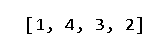 [1, 4, 3, 2]